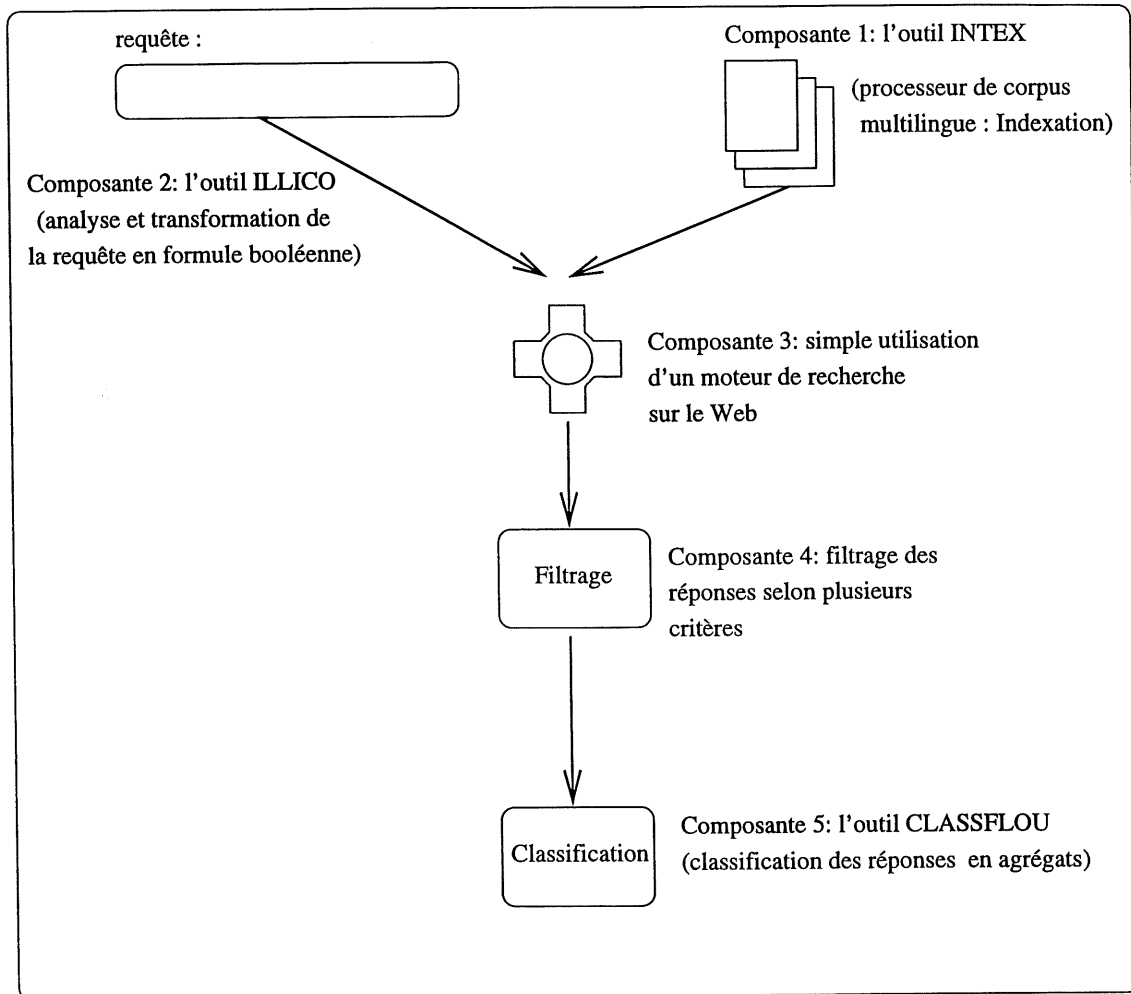 requête :
Composante 1: l'outil INTEX
(processeur de corpus
multilingue : Indexation)
Composante 2: l'outil ILLICO
(analyse et transformation de
la requête en formule booléenne)
Composante 3: simple utilisation
d'un moteur de recherche
sur le Web
Filtrage
Composante 4: filtrage des
réponses selon plusieurs
critères
Classification
Composante 5: l'outil CLASSFLOU
(classification des réponses en agrégats)